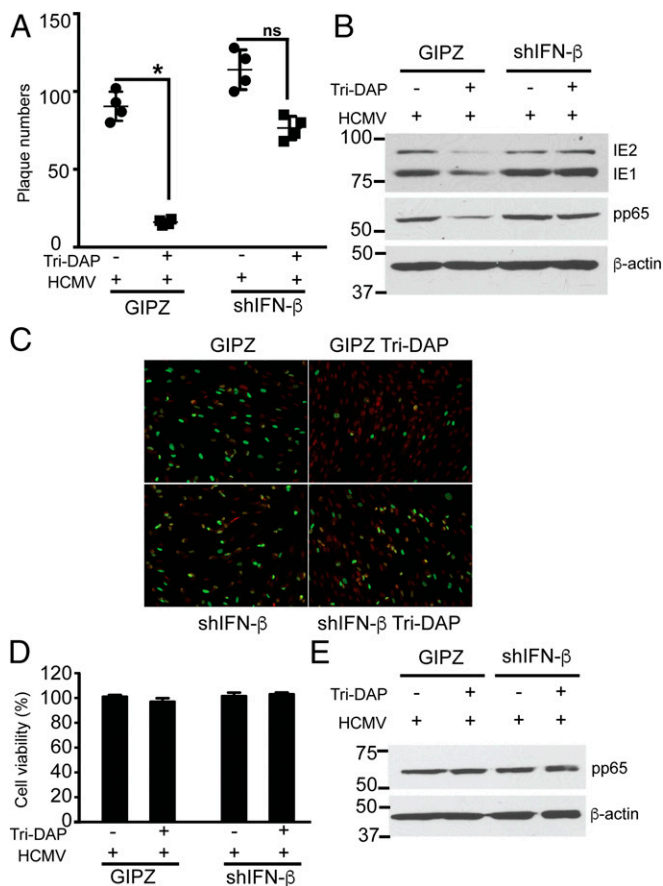 A
150
100
50
0
Plaque numbers
*
ns
Tri-DAP - + - +
HCMV + + + +
GIPZ shIFN-β
B
GIPZ shIFN-β
Tri-DAP - + - +
HCMV + + + +
100
75
IE2
IE1
50
pp65
50
37
β-actin
C
GIPZ GIPZ Tri-DAP
shIFN-β shIFN-β Tri-DAP
D
120
100
80
60
40
20
0
Cell viability (%)
Tri-DAP - + - +
HCMV + + + +
GIPZ shIFN-β
E
GIPZ shIFN-β
Tri-DAP - + - +
HCMV + + + +
75
50
pp65
50
37
β-actin